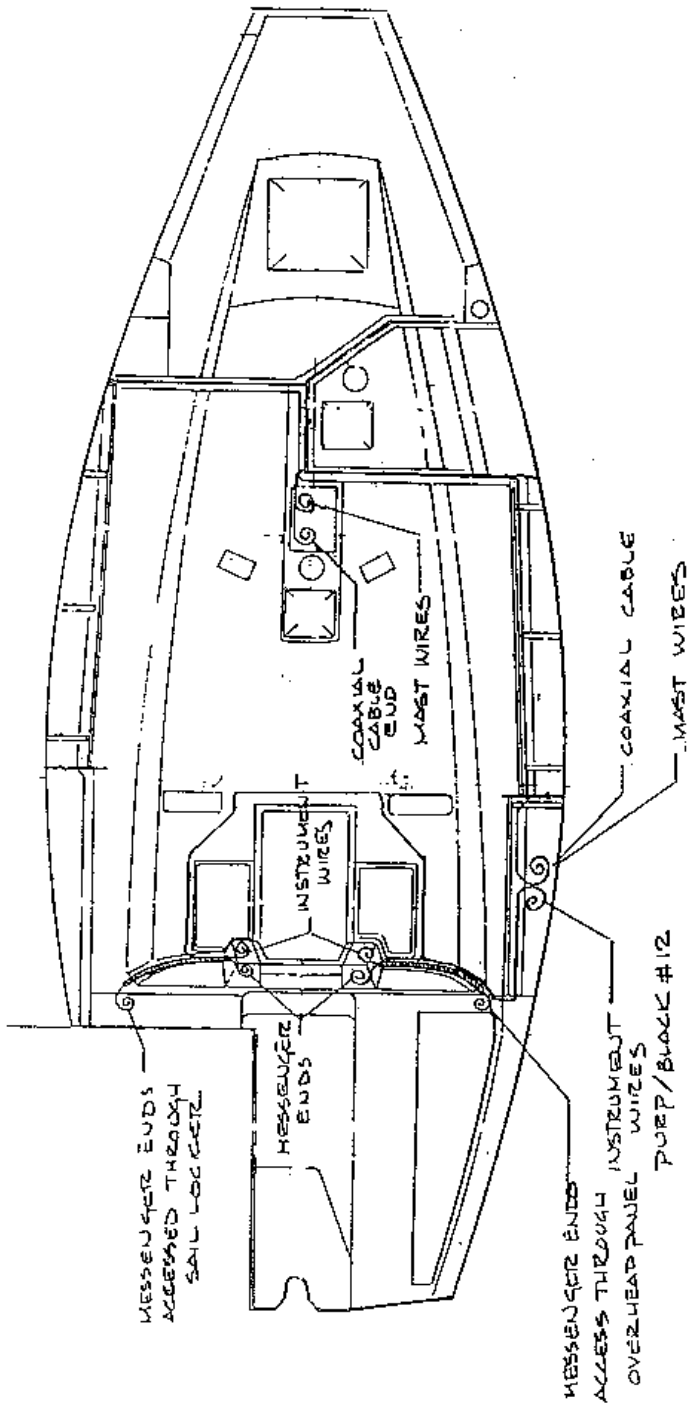 MESSENGER ENDS
ACCESSED THROUGH
SAIL LOCKER
MESSENGER
ENDS
INSTRUMENT
WIRES
COAXIAL
CABLE
END
MAST WIRES
MESSENGER ENDS
ACCESS THROUGH
OVERHEAD PANEL
INSTRUMENT
WIRES
PURP/BLACK #12
COAXIAL CABLE
MAST WIRES